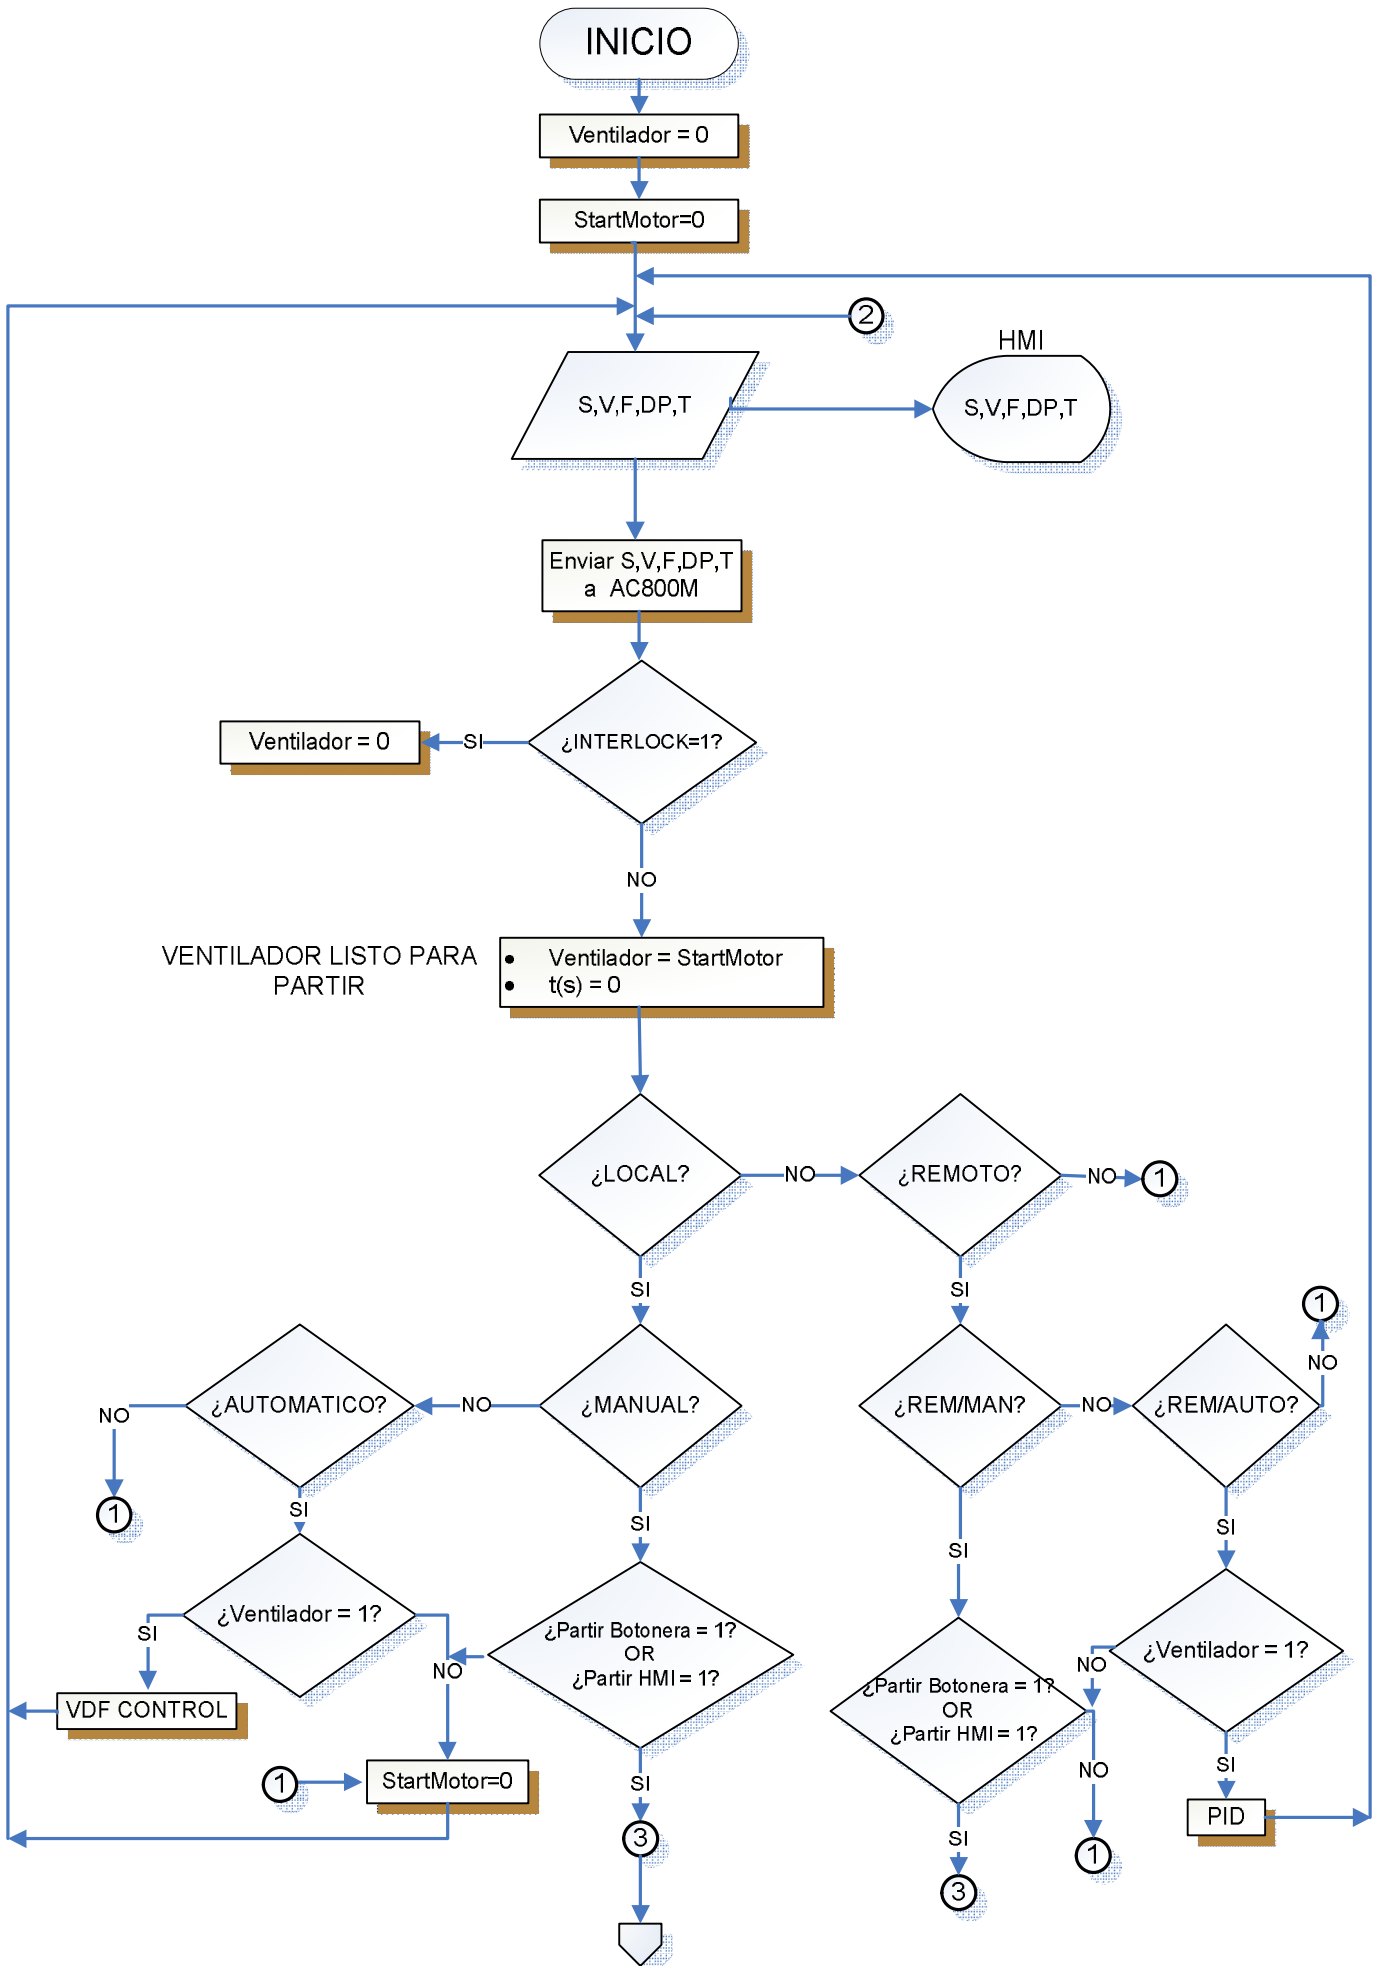 INICIO
Ventilador = 0
StartMotor=0
2
HMI
S,V,F,DP,T
S,V,F,DP,T
Enviar S,V,F,DP,T
a AC800M
¿INTERLOCK=1?
SI
Ventilador = 0
NO
VENTILADOR LISTO PARA
PARTIR
• Ventilador = StartMotor
• t(s) = 0
¿LOCAL?
NO
¿REMOTO?
NO
1
SI
SI
1
NO
¿AUTOMATICO?
NO
¿MANUAL?
¿REM/MAN?
NO
¿REM/AUTO?
NO
1
SI
SI
SI
SI
¿Ventilador = 1?
SI
NO
¿Partir Botonera = 1?
OR
¿Partir HMI = 1?
¿Ventilador = 1?
NO
¿Partir Botonera = 1?
OR
¿Partir HMI = 1?
VDF CONTROL
SI
NO
1
StartMotor=0
SI
PID
3
SI
1
3